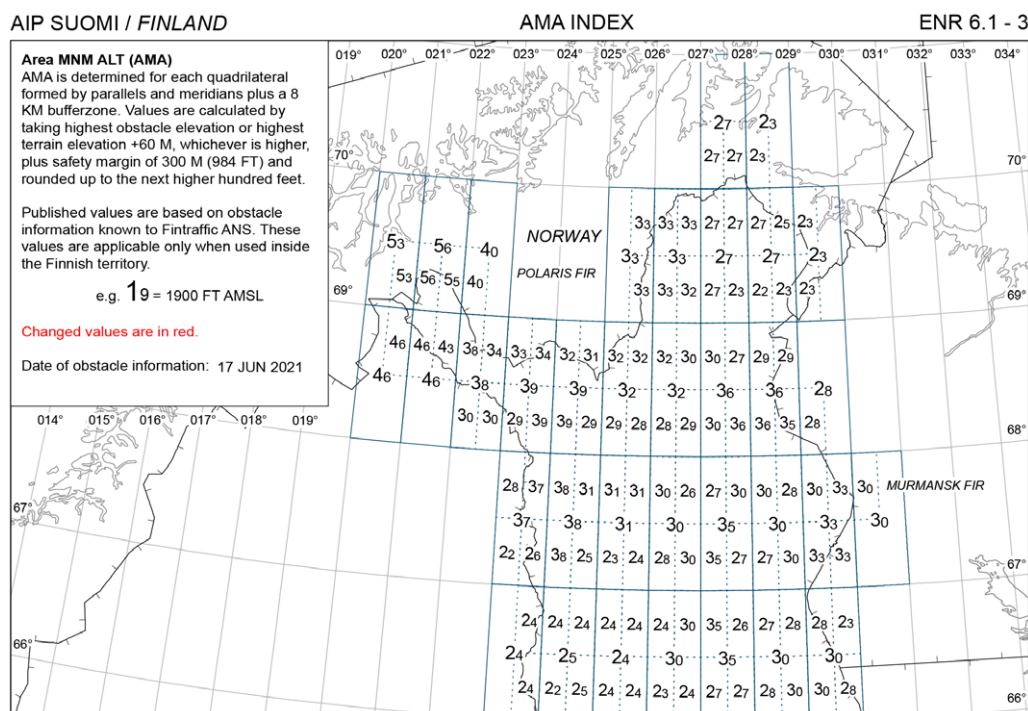 AIP SUOMI / FINLAND AMA INDEX ENR 6.1 - 3
Area MNM ALT (AMA)
AMA is determined for each quadrilateral
formed by parallels and meridians plus a 8
KM bufferzone. Values are calculated by
taking highest obstacle elevation or highest
terrain elevation +60 M, whichever is higher,
plus safety margin of 300 M (984 FT) and
rounded up to the next higher hundred feet.
Published values are based on obstacle
information known to Fintraffic ANS. These
values are applicable only when used inside
the Finnish territory.
e.g. 19 = 1900 FT AMSL
Changed values are in red.
Date of obstacle information: 17 JUN 2021
019° 020° 021° 022° 023° 024° 025° 026° 027° 028° 029° 030° 031° 032° 033° 034°
27 23
70° 27 27 23 70°
33 33 33 27 27 27 25 23
NORWAY
53 56 40 33 33 27 27 23
POLARIS FIR
53 56 55 40
69° 33 33 32 27 23 22 23 23 69°
46 46 43 38 34 33 34 32 31 32 32 32 30 30 27 29 29
46 46 38 39 39 32 32 36 36 28
014° 015° 016° 017° 018° 019°
30 30 29 39 39 29 29 28 28 29 30 36 36 35 28
68° 68°
28 37 38 31 31 31 30 26 27 30 30 28 30 33 30 MURMANSK FIR
67°
37 38 31 30 35 30 33 30
22 26 38 25 23 24 28 30 35 27 27 30 33 33
67°
24 24 24 24 24 30 35 26 27 28 28 23
66°
24 25 24 30 35 30 30
24 22 25 24 24 23 24 27 27 28 30 30 28
66°